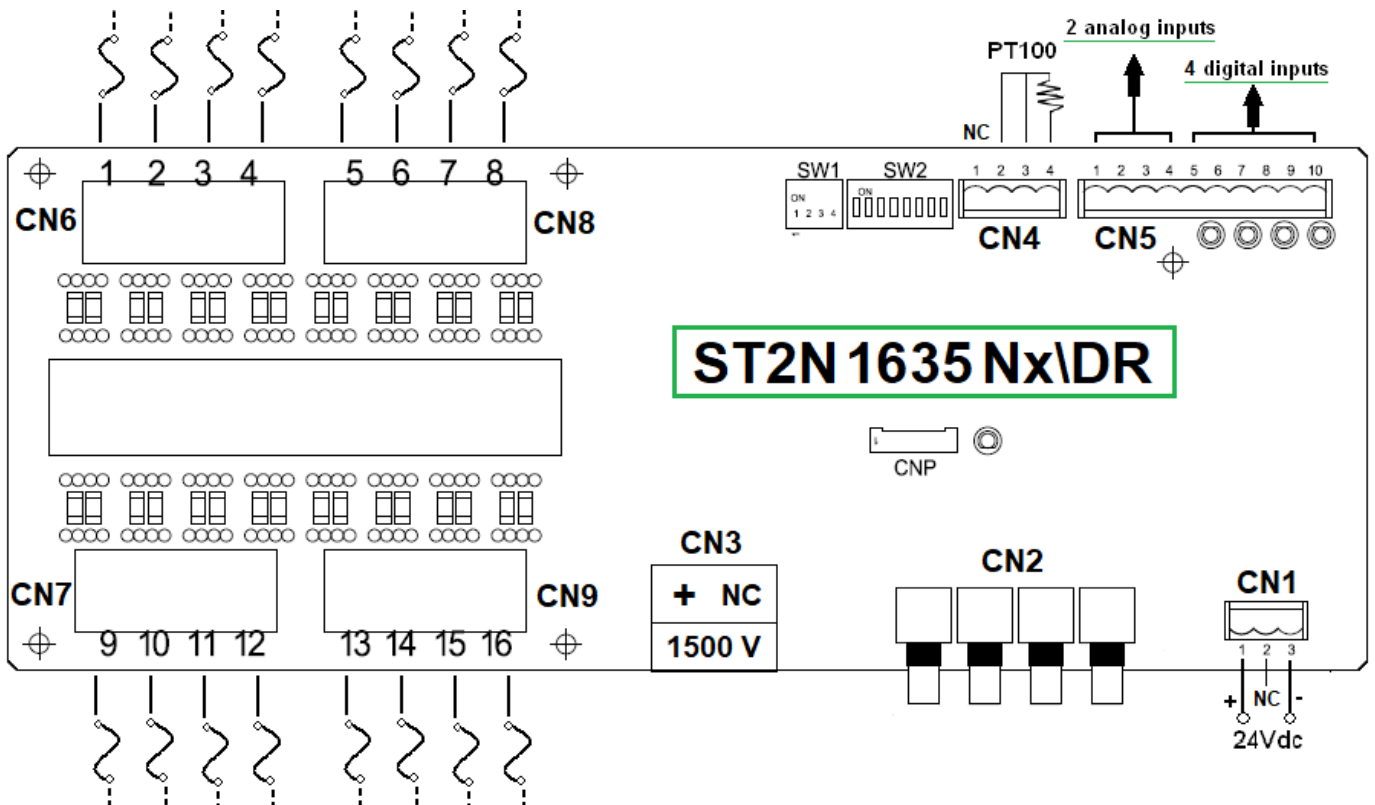 2 analog inputs
PT100
4 digital inputs
NC
1 2 3 4 5 6 7 8
SW1 SW2
1 2 3 4
1 2 3 4 5 6 7 8 9 10
ON
1 2 3 4
ON
CN6 CN8
CN4 CN5
ST2N 1635 Nx\DR
CNP
CN3
CN2
CN1
CN7 CN9
+ NC
1500 V
9 10 11 12 13 14 15 16
1 2 3
+ NC -
24Vdc